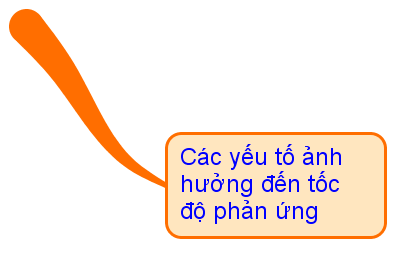 Các yếu tố ảnh
hưởng đến tốc
độ phản ứng